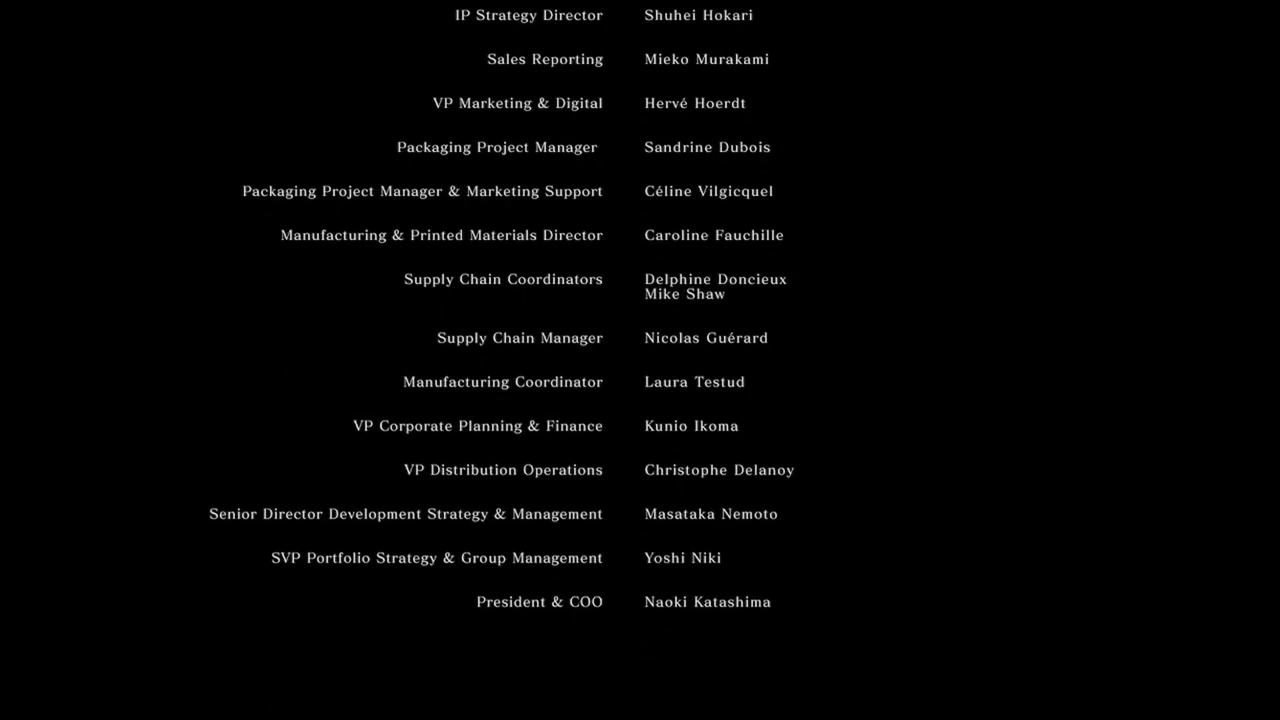 IP Strategy Director Shuhei Hokari
Sales Reporting Mieko Murakami
VP Marketing & Digital Hervé Hoerdt
Packaging Project Manager Sandrine Dubois
Packaging Project Manager & Marketing Support Céline Vilgicquel
Manufacturing & Printed Materials Director Caroline Fauchille
Supply Chain Coordinators Delphine Doncieux
Mike Shaw
Supply Chain Manager Nicolas Guérard
Manufacturing Coordinator Laura Testud
VP Corporate Planning & Finance Kunio Ikoma
VP Distribution Operations Christophe Delanoy
Senior Director Development Strategy & Management Masataka Nemoto
SVP Portfolio Strategy & Group Management Yoshi Niki
President & COO Naoki Katashima